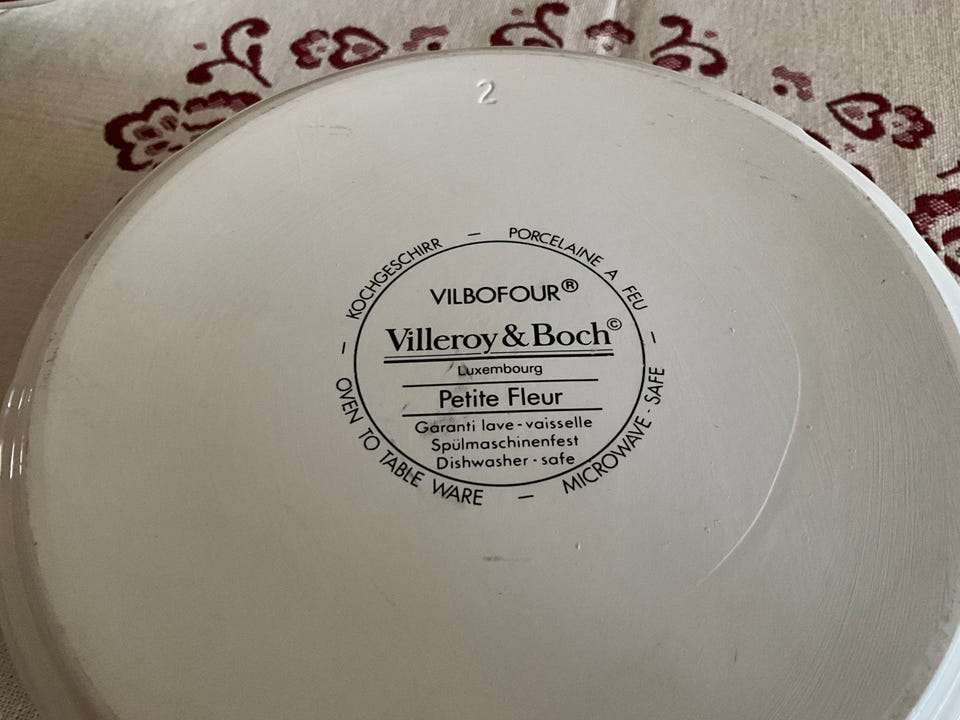 2
KOCHGESCHIRR — PORCELAINE A FEU —
VILBOFOUR®
Villeroy & Boch©
Luxembourg
Petite Fleur
Garanti lave-vaisselle
Spülmaschinenfest
Dishwasher-safe
— OVEN TO TABLE WARE — MICROWAVE-SAFE